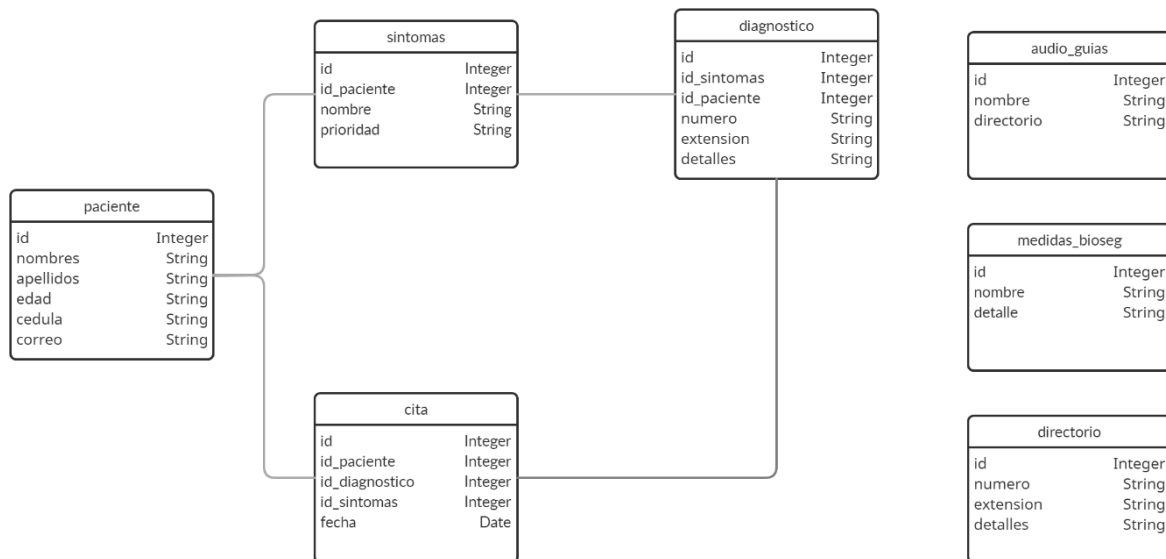 paciente
id Integer
nombres String
apellidos String
edad String
cedula String
correo String
sintomas
id Integer
id_paciente Integer
nombre String
prioridad String
cita
id Integer
id_paciente Integer
id_diagnostico Integer
id_sintomas Integer
fecha Date
diagnostico
id Integer
id_sintomas Integer
id_paciente Integer
numero String
extension String
detalles String
audio_guias
id Integer
nombre String
directorio String
medidas_bioseg
id Integer
nombre String
detalle String
directorio
id Integer
numero String
extension String
detalles String